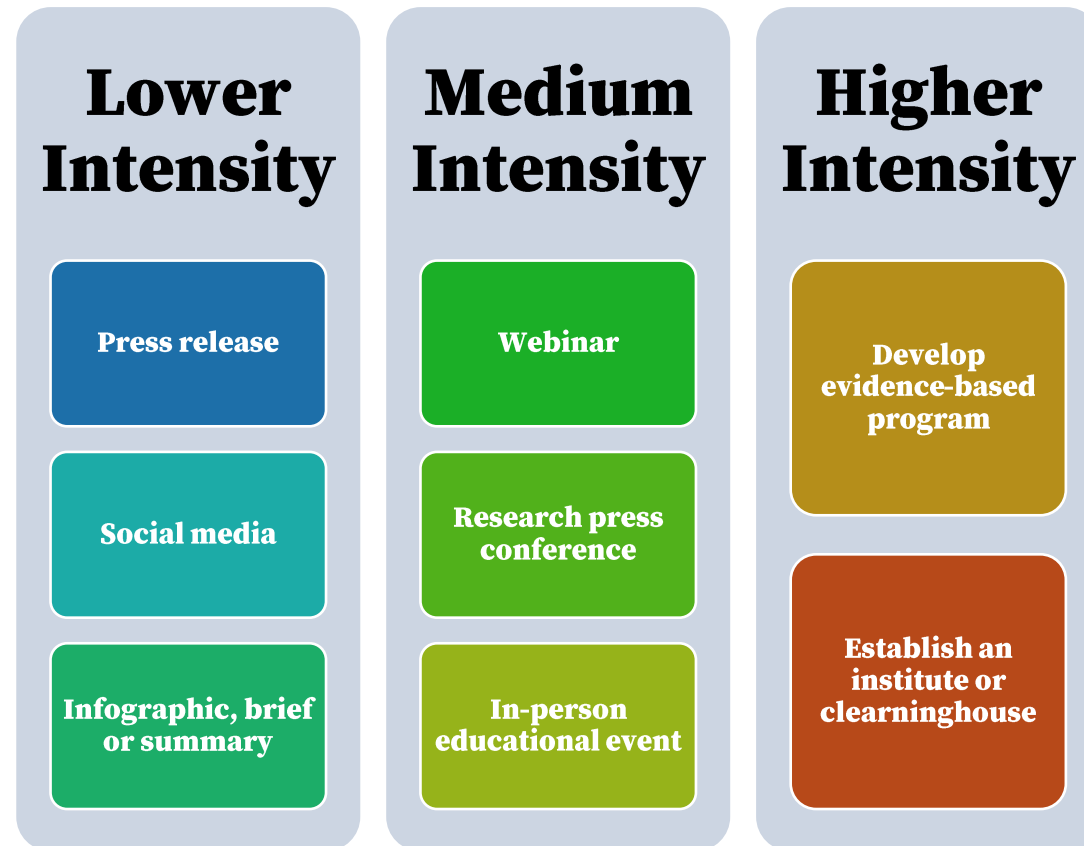 Lower
Intensity
Press release
Social media
Infographic, brief
or summary
Medium
Intensity
Webinar
Research press
conference
In-person
educational event
Higher
Intensity
Develop
evidence-based
program
Establish an
institute or
clearninghouse